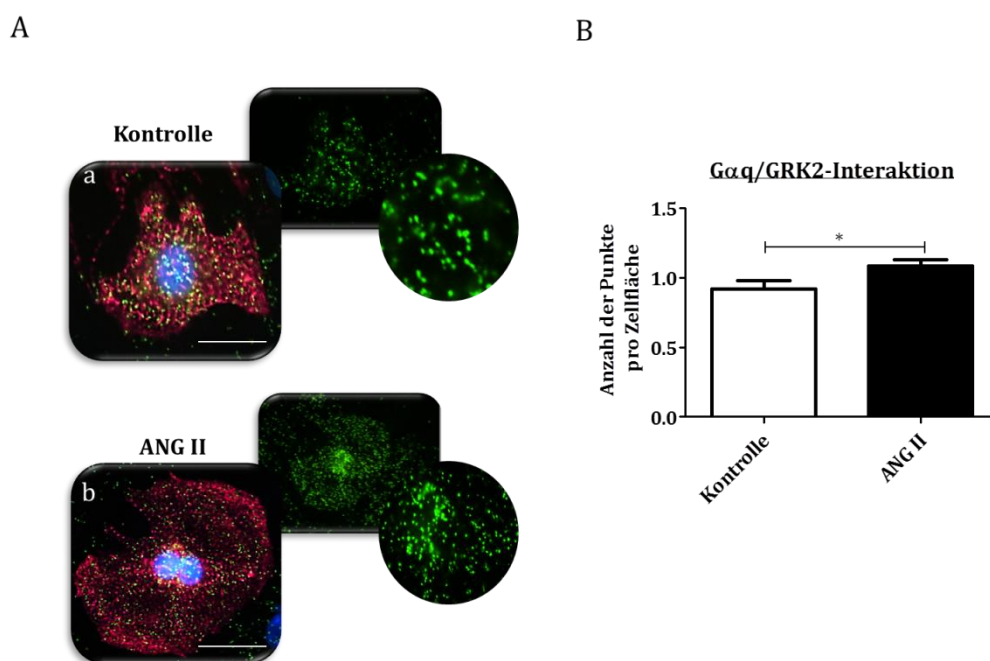 A
B
Kontrolle
a
ANG II
b
Gαq/GRK2-Interaktion
Anzahl der Punkte
pro Zellfläche
1.5
1.0
0.5
0.0
*
Kontrolle
ANG II